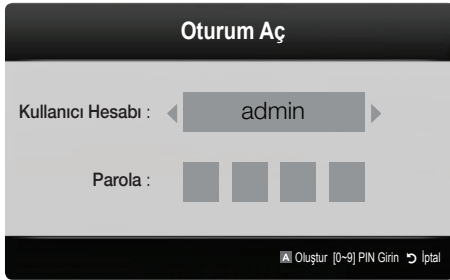 Oturum Aç
Kullanıcı Hesabı : admin
Parola :
A Oluştur [0~9] PIN Girin İptal